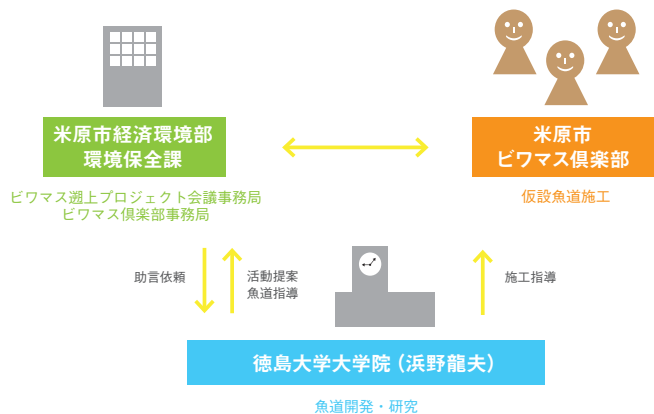 米原市経済環境部
環境保全課
米原市
ビワマス倶楽部
ビワマス遡上プロジェクト会議事務局
ビワマス倶楽部事務局
仮設魚道施工
助言依頼
活動提案
魚道指導
施工指導
徳島大学大学院（浜野龍夫）
魚道開発・研究